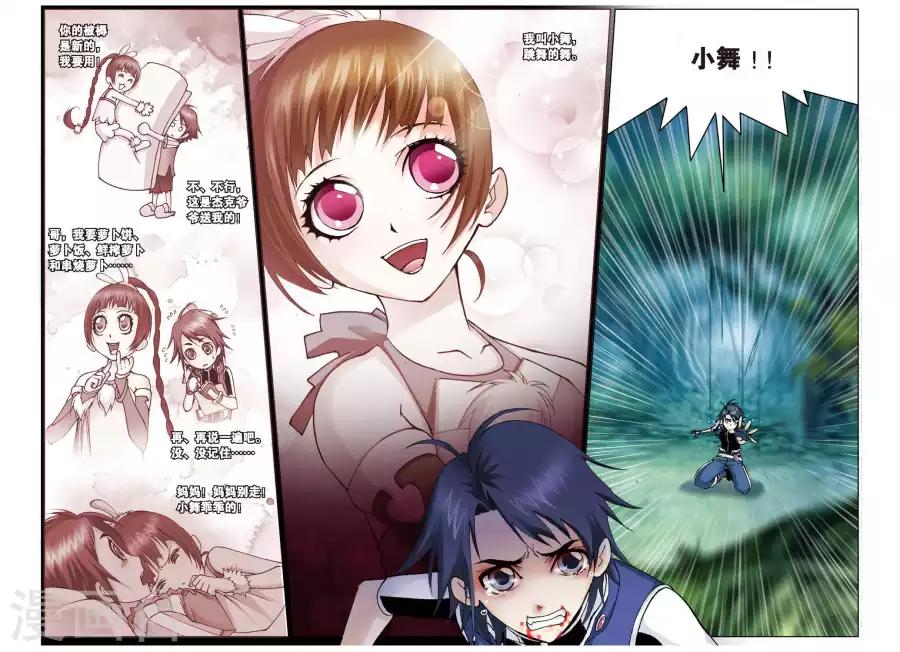 你的被褥
是新的，
我要用！
不、不行，
这是杰克爷
爷送我的！
哥，我要萝卜饼、
萝卜饭、鲜榨萝卜
和串烧萝卜……
再、再说一遍吧。
没、没记住……
妈妈！妈妈别走！
小舞乖乖的！
我叫小舞，
跳舞的舞。
小舞！！
漫画台